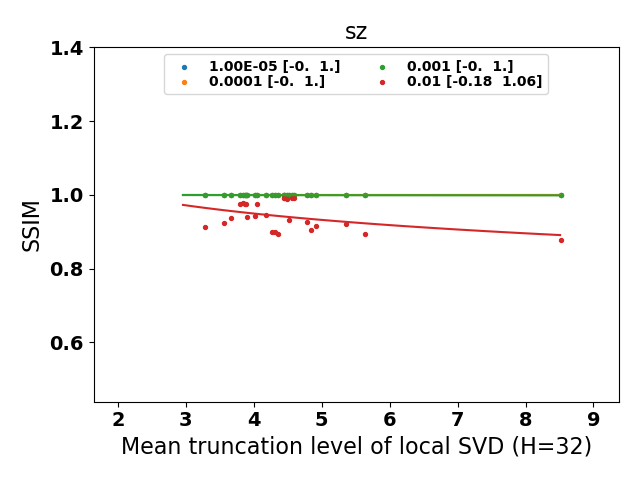 sz
1.00E-05 [-0.  1.]
0.0001 [-0.  1.]
0.001 [-0.  1.]
0.01 [-0.18  1.06]
1.4
1.2
1.0
0.8
0.6
SSIM
2 3 4 5 6 7 8 9
Mean truncation level of local SVD (H=32)